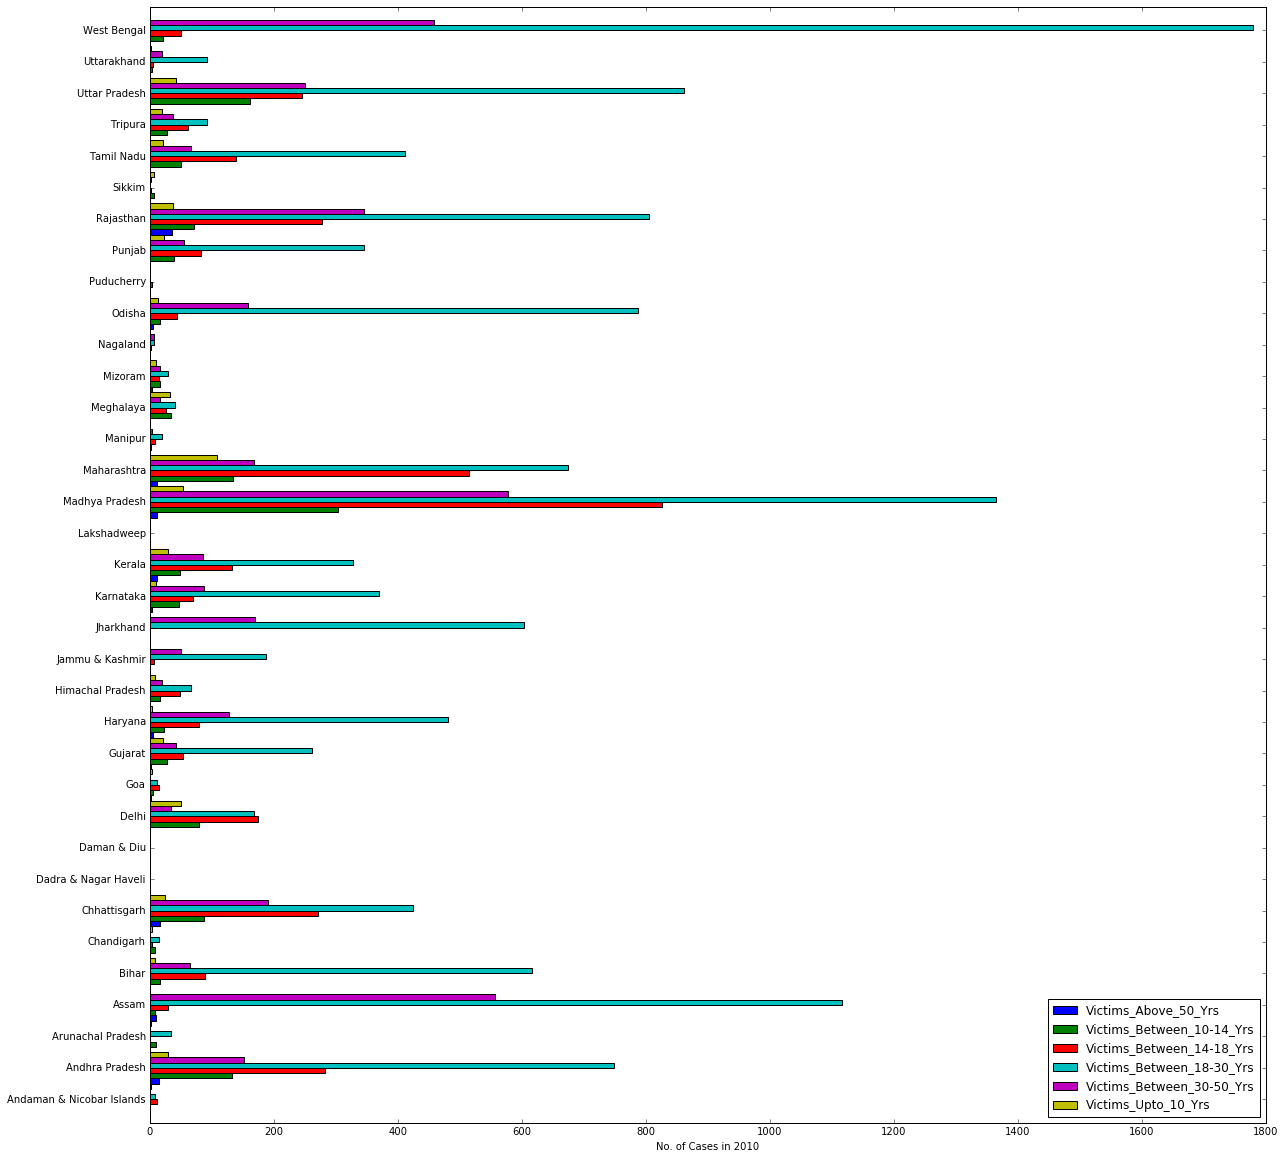 West Bengal
Uttarakhand
Uttar Pradesh
Tripura
Tamil Nadu
Sikkim
Rajasthan
Punjab
Puducherry
Odisha
Nagaland
Mizoram
Meghalaya
Manipur
Maharashtra
Madhya Pradesh
Lakshadweep
Kerala
Karnataka
Jharkhand
Jammu & Kashmir
Himachal Pradesh
Haryana
Gujarat
Goa
Delhi
Daman & Diu
Dadra & Nagar Haveli
Chhattisgarh
Chandigarh
Bihar
Assam
Arunachal Pradesh
Andhra Pradesh
Andaman & Nicobar Islands
Victims_Above_50_Yrs
Victims_Between_10-14_Yrs
Victims_Between_14-18_Yrs
Victims_Between_18-30_Yrs
Victims_Between_30-50_Yrs
Victims_Upto_10_Yrs
0 200 400 600 800 1000 1200 1400 1600 1800
No. of Cases in 2010